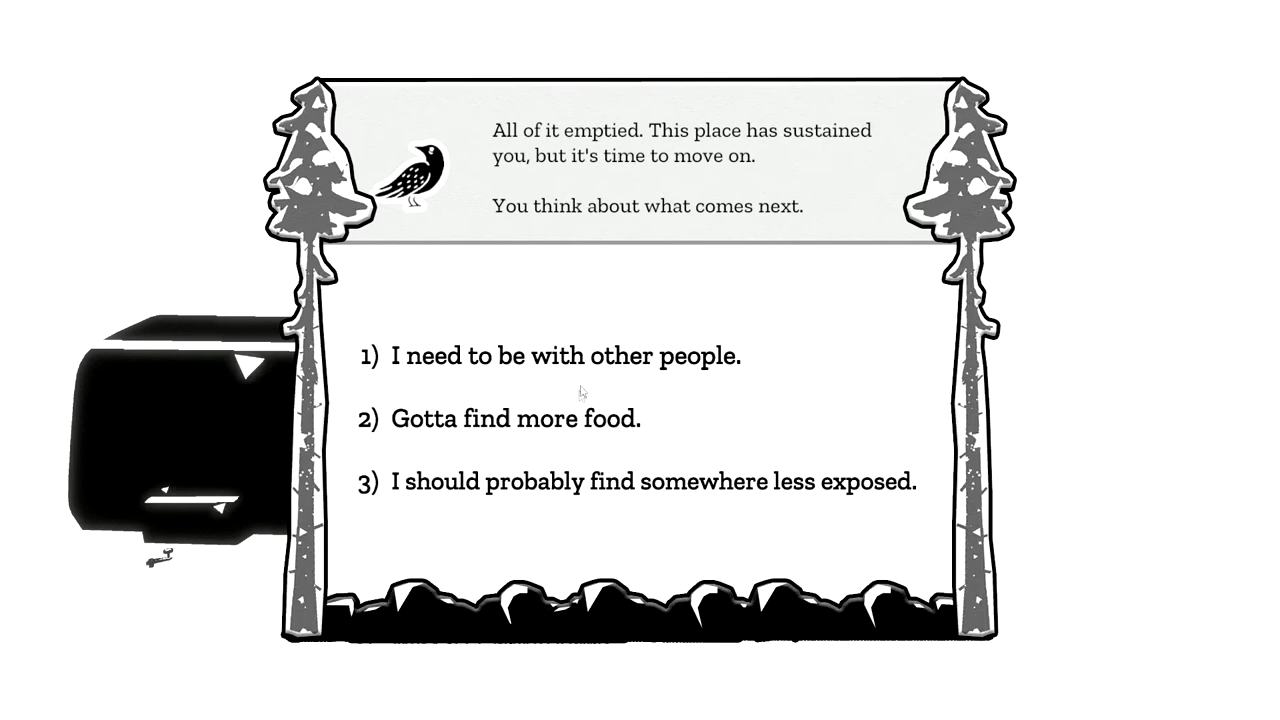 All of it emptied. This place has sustained
you, but it's time to move on.
You think about what comes next.
1) I need to be with other people.
2) Gotta find more food.
3) I should probably find somewhere less exposed.